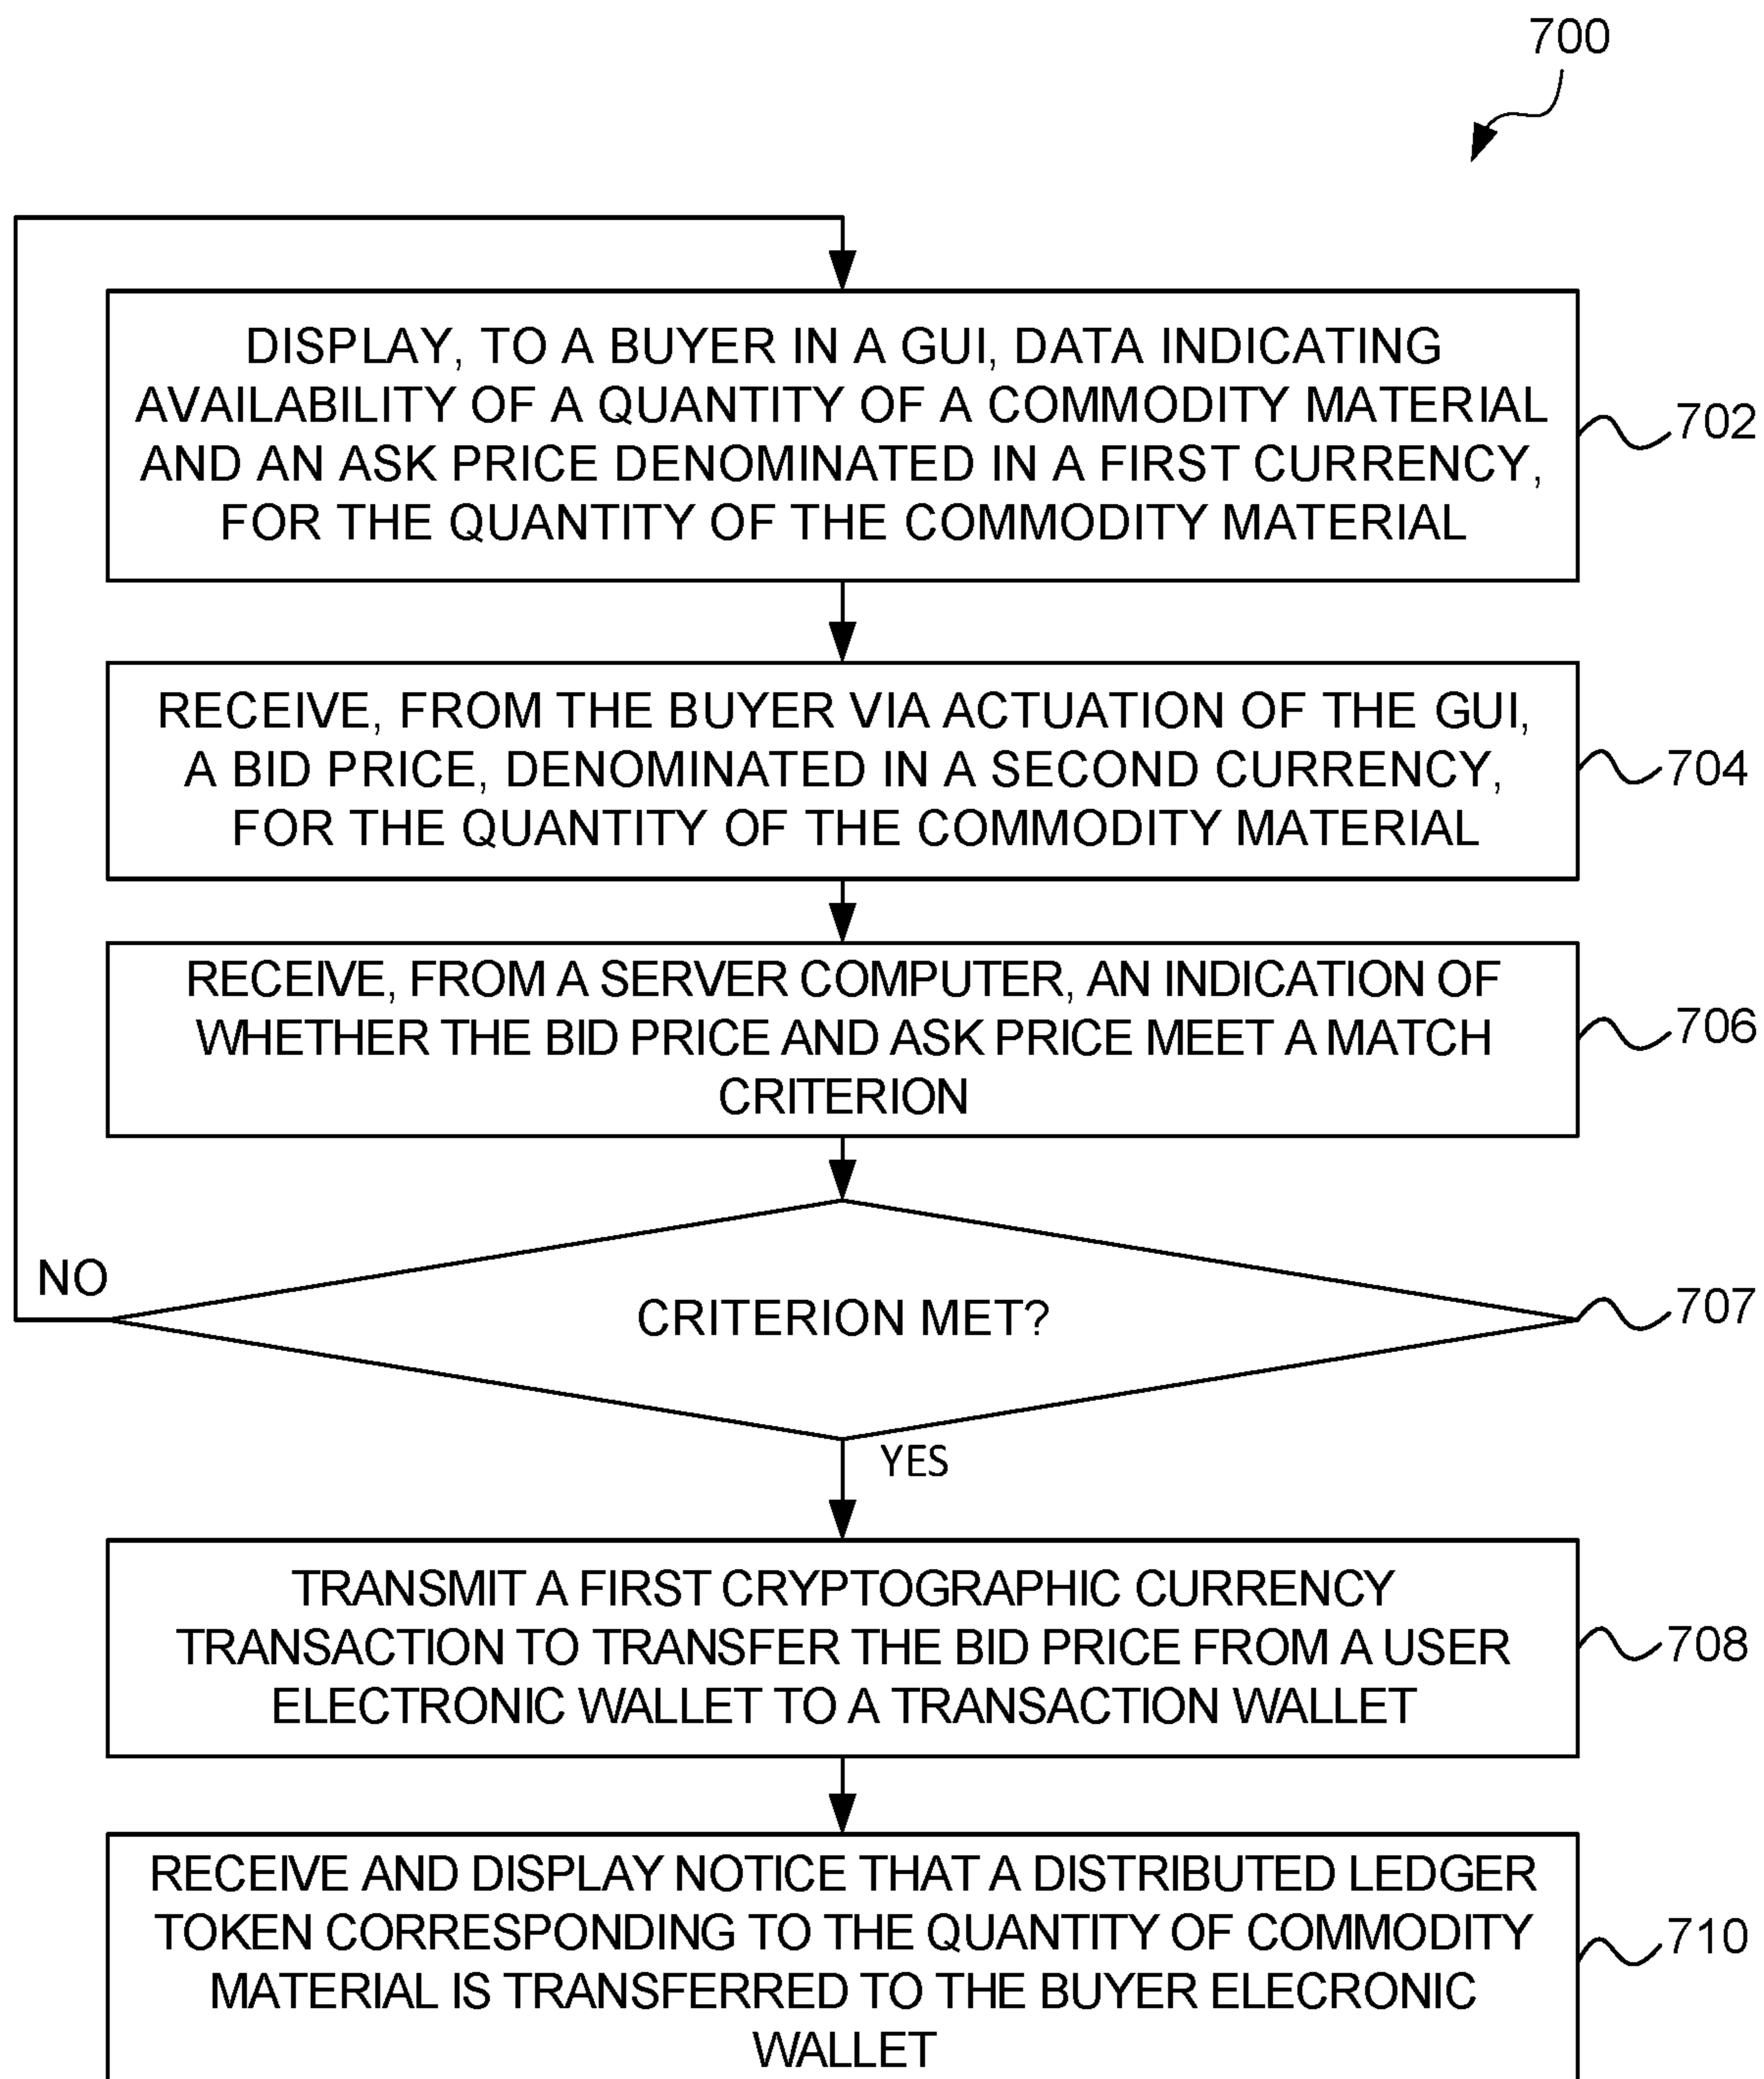 700
DISPLAY, TO A BUYER IN A GUI, DATA INDICATING
AVAILABILITY OF A QUANTITY OF A COMMODITY MATERIAL
AND AN ASK PRICE DENOMINATED IN A FIRST CURRENCY,
FOR THE QUANTITY OF THE COMMODITY MATERIAL
702
RECEIVE, FROM THE BUYER VIA ACTUATION OF THE GUI,
A BID PRICE, DENOMINATED IN A SECOND CURRENCY,
FOR THE QUANTITY OF THE COMMODITY MATERIAL
704
RECEIVE, FROM A SERVER COMPUTER, AN INDICATION OF
WHETHER THE BID PRICE AND ASK PRICE MEET A MATCH
CRITERION
706
NO
CRITERION MET?
707
YES
TRANSMIT A FIRST CRYPTOGRAPHIC CURRENCY
TRANSACTION TO TRANSFER THE BID PRICE FROM A USER
ELECTRONIC WALLET TO A TRANSACTION WALLET
708
RECEIVE AND DISPLAY NOTICE THAT A DISTRIBUTED LEDGER
TOKEN CORRESPONDING TO THE QUANTITY OF COMMODITY
MATERIAL IS TRANSFERRED TO THE BUYER ELECRONIC
WALLET
710